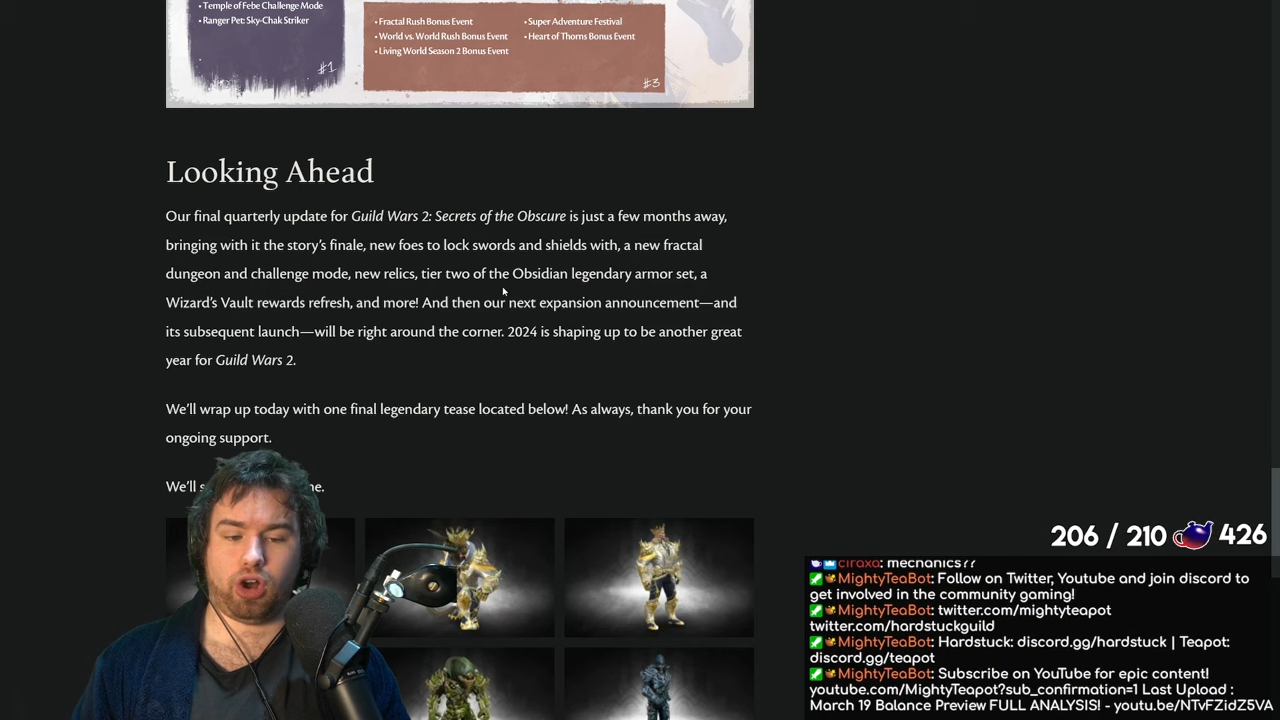 • Temple of Febe Challenge Mode
• Ranger Pet: Sky-Chak Striker
#1
• Fractal Rush Bonus Event
• World vs. World Rush Bonus Event
• Living World Season 2 Bonus Event
• Super Adventure Festival
• Heart of Thorns Bonus Event
#3
Looking Ahead
Our final quarterly update for Guild Wars 2: Secrets of the Obscure is just a few months away,
bringing with it the story's finale, new foes to lock swords and shields with, a new fractal
dungeon and challenge mode, new relics, tier two of the Obsidian legendary armor set, a
Wizard's Vault rewards refresh, and more! And then our next expansion announcement—and
its subsequent launch—will be right around the corner. 2024 is shaping up to be another great
year for Guild Wars 2.
We'll wrap up today with one final legendary tease located below! As always, thank you for your
ongoing support.
We'll
206 / 210 426
ciraxa: mechanics??
MightyTeaBot: Follow on Twitter, Youtube and join discord to
get involved in the community gaming!
MightyTeaBot: twitter.com/mightyteapot
twitter.com/hardstuckguild
MightyTeaBot: Hardstuck: discord.gg/hardstuck | Teapot:
discord.gg/teapot
MightyTeaBot: Subscribe on YouTube for epic content!
youtube.com/MightyTeapot?sub_confirmation=1 Last Upload :
March 19 Balance Preview FULL ANALYSIS! - youtu.be/NTvFZidZ5VA